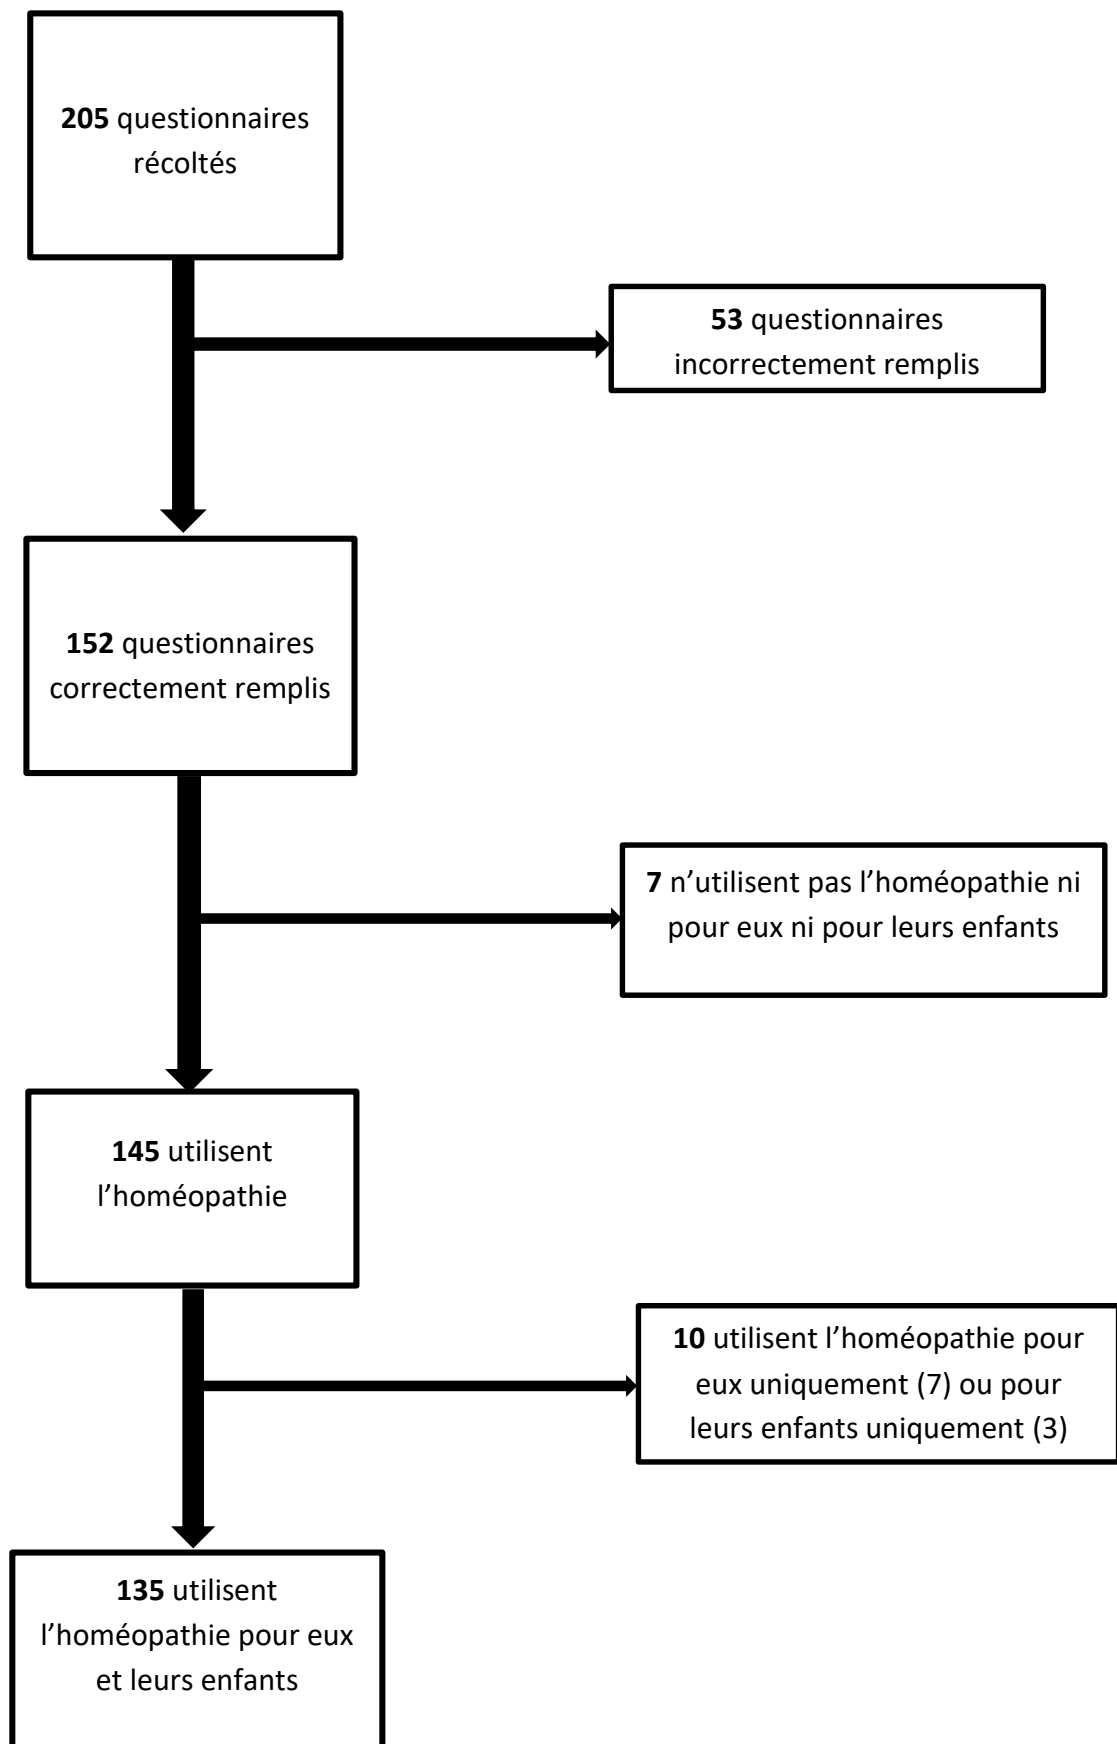 205 questionnaires
récoltés
53 questionnaires
incorrectement remplis
152 questionnaires
correctement remplis
7 n’utilisent pas l’homéopathie ni
pour eux ni pour leurs enfants
145 utilisent
l’homéopathie
10 utilisent l’homéopathie pour
eux uniquement (7) ou pour
leurs enfants uniquement (3)
135 utilisent
l’homéopathie pour eux
et leurs enfants